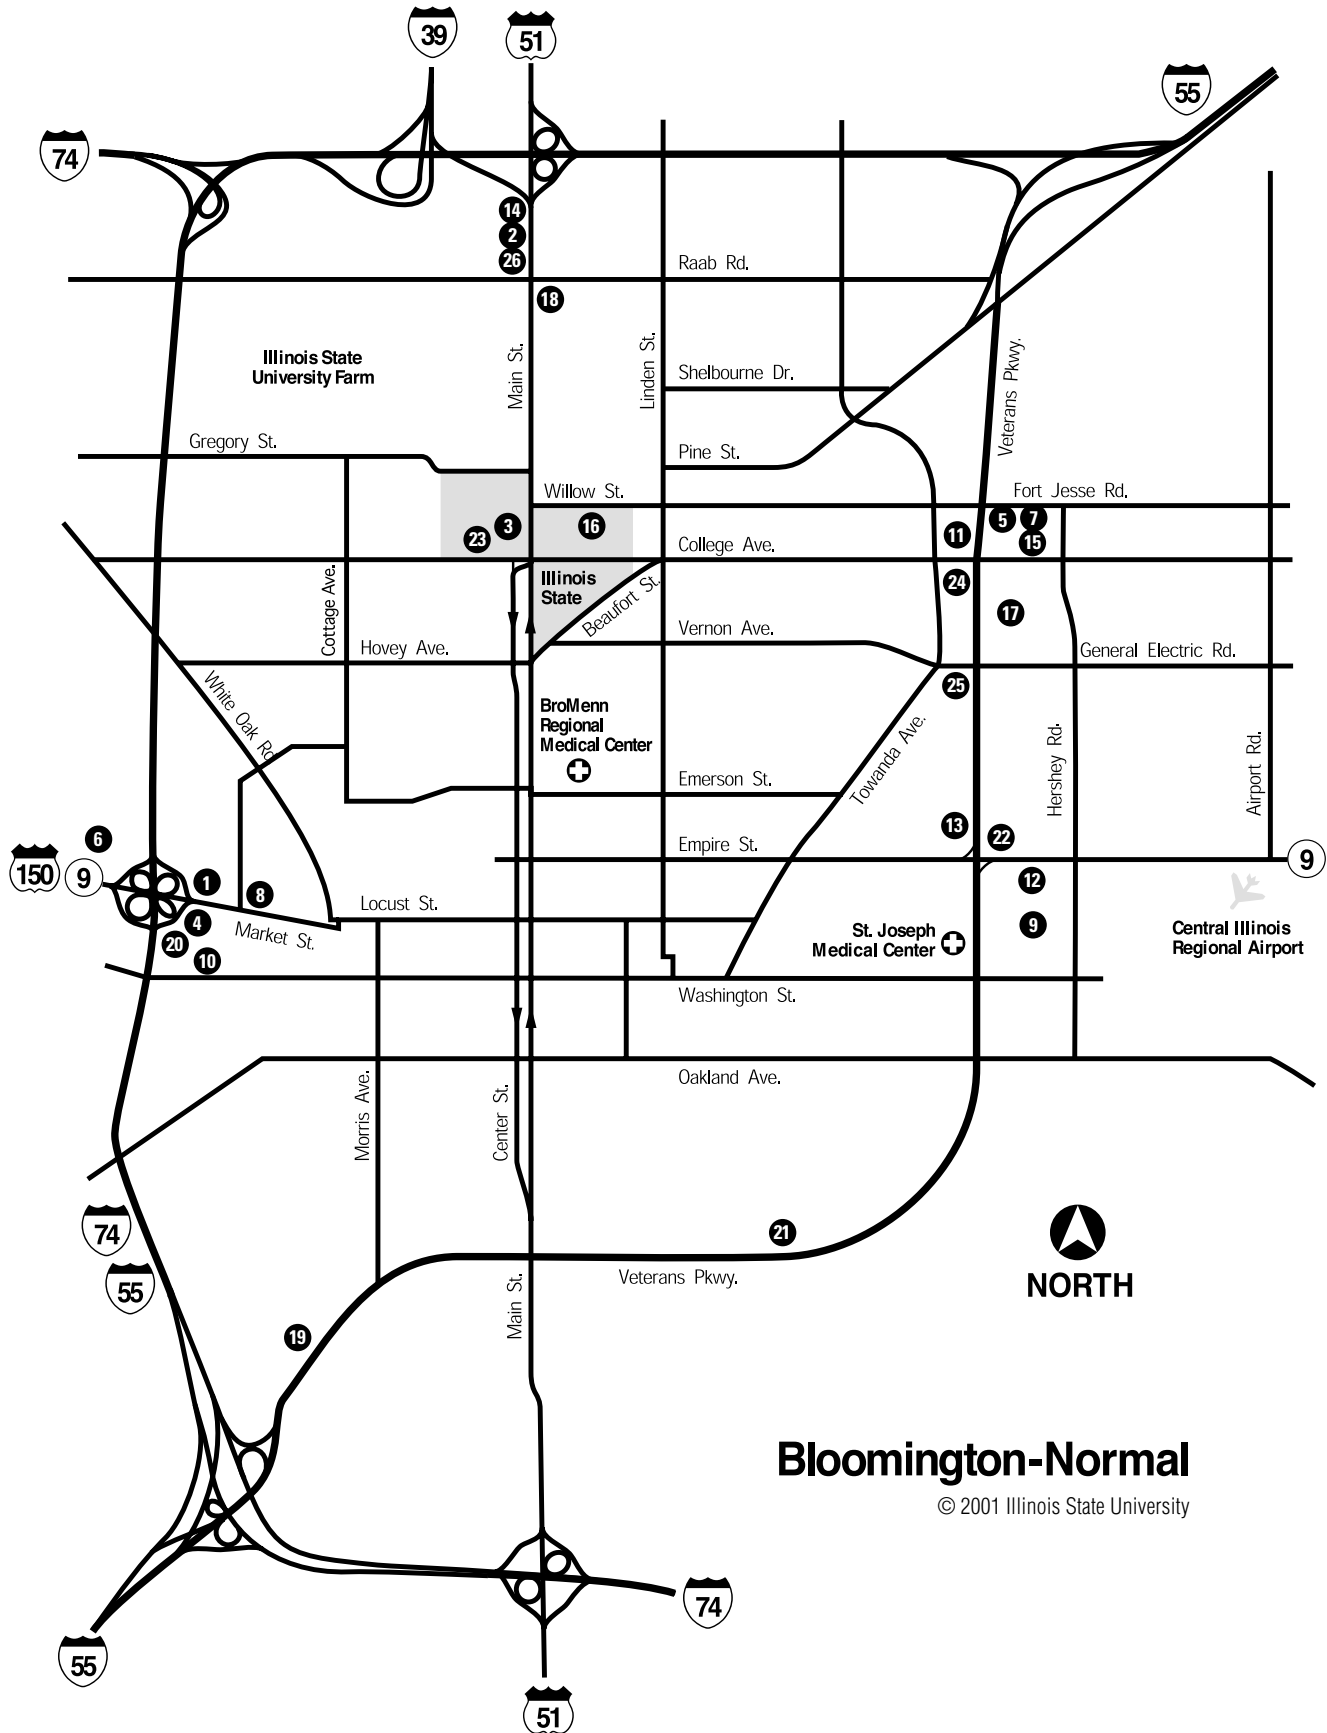 39
51
55
74
14
2
26
Raab Rd.
18
Illinois State
University Farm
Main St.
Linden St.
Shelbourne Dr.
Veterans Pkwy.
Gregory St.
Pine St.
Willow St.
Fort Jesse Rd.
23
3
16
11
5
7
15
College Ave.
Illinois
State
Beaufort St.
24
17
Cottage Ave.
Hovey Ave.
Vernon Ave.
General Electric Rd.
White Oak Rd.
25
BroMenn
Regional
Medical Center
Towanda Ave.
Hershey Rd.
Airport Rd.
Emerson St.
6
13
22
Empire St.
150
9
9
1
8
12
4
Locust St.
Market St.
20
10
9
St. Joseph
Medical Center
Central Illinois
Regional Airport
Washington St.
Oakland Ave.
Morris Ave.
Center St.
74
55
21
NORTH
Veterans Pkwy.
Main St.
19
Bloomington-Normal
© 2001 Illinois State University
74
55
51